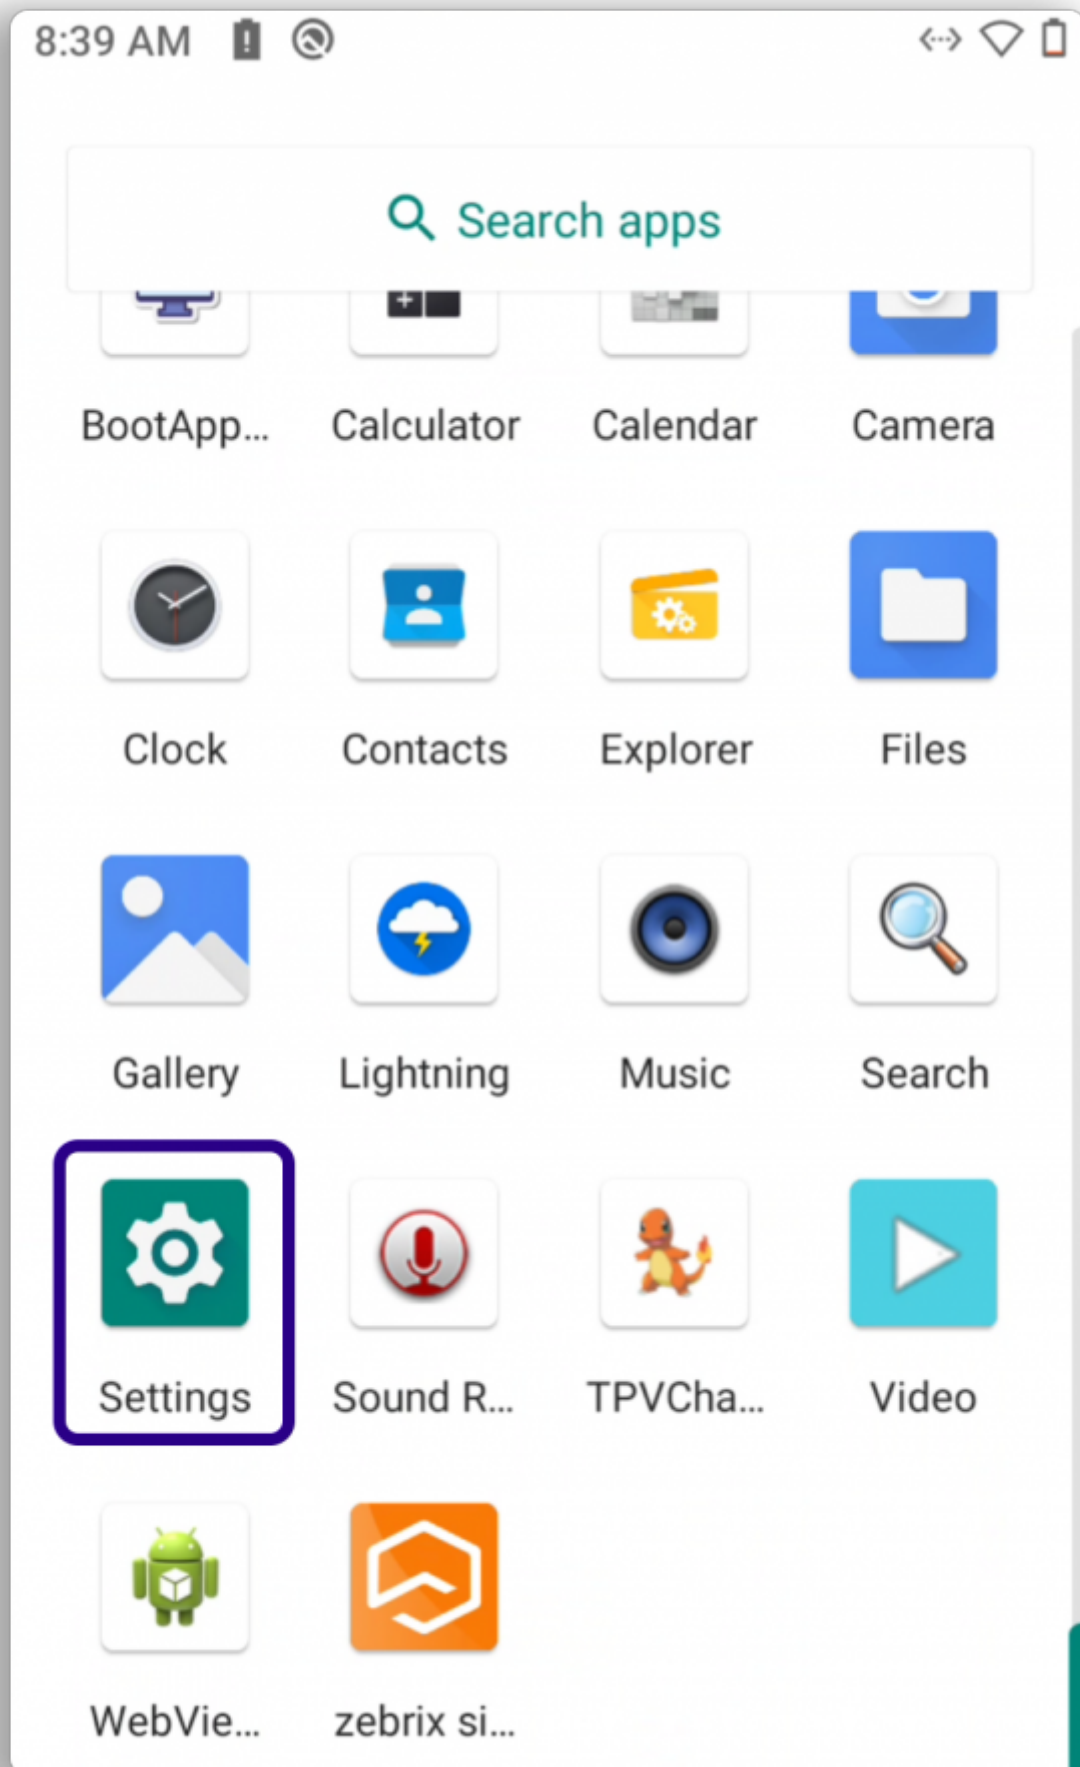 8:39 AM
Search apps
BootApp... Calculator Calendar Camera
Clock Contacts Explorer Files
Gallery Lightning Music Search
Settings Sound R... TPVCha... Video
WebVie... zebrix si...